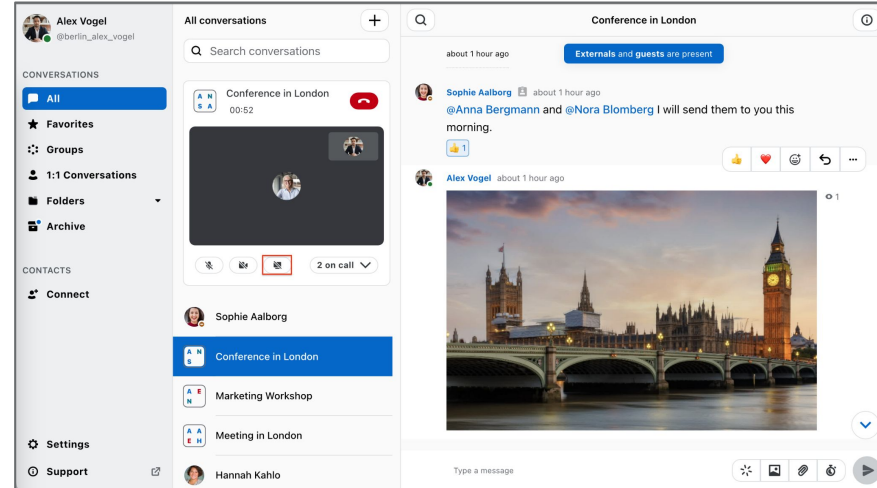 Alex Vogel
@berlin_alex_vogel
CONVERSATIONS
All
Favorites
Groups
1:1 Conversations
Folders
Archive
CONTACTS
Connect
Settings
Support
All conversations
Search conversations
A N
S A
Conference in London
00:52
2 on call
Sophie Aalborg
A N
S
Conference in London
A E
N
Marketing Workshop
A A
E H
Meeting in London
Hannah Kahlo
Conference in London
about 1 hour ago
Externals and guests are present
Sophie Aalborg about 1 hour ago
@Anna Bergmann and @Nora Blomberg I will send them to you this
morning.
1
Alex Vogel about 1 hour ago
1
Type a message